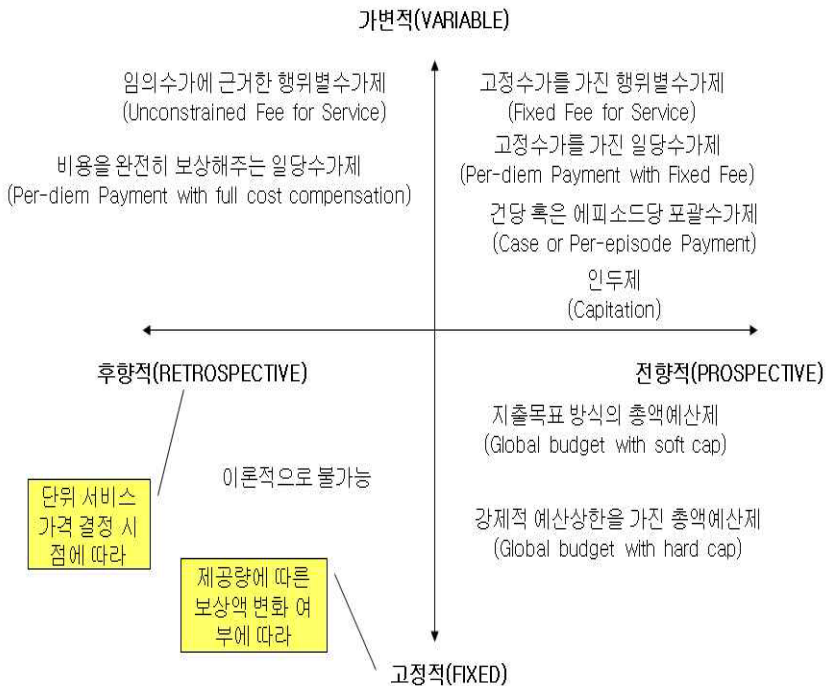 가변적(VARIABLE)
임의수가에 근거한 행위별수가제
(Unconstrained Fee for Service)
비용을 완전히 보상해주는 일당수가제
(Per-diem Payment with full cost compensation)
고정수가를 가진 행위별수가제
(Fixed Fee for Service)
고정수가를 가진 일당수가제
(Per-diem Payment with Fixed Fee)
건당 혹은 에피소드당 포괄수가제
(Case or Per-episode Payment)
인두제
(Capitation)
후향적(RETROSPECTIVE)
전향적(PROSPECTIVE)
이론적으로 불가능
단위 서비스
가격 결정 시
점에 따라
제공량에 따른
보상액 변화 여
부에 따라
지출목표 방식의 총액예산제
(Global budget with soft cap)
강제적 예산상한을 가진 총액예산제
(Global budget with hard cap)
고정적(FIXED)